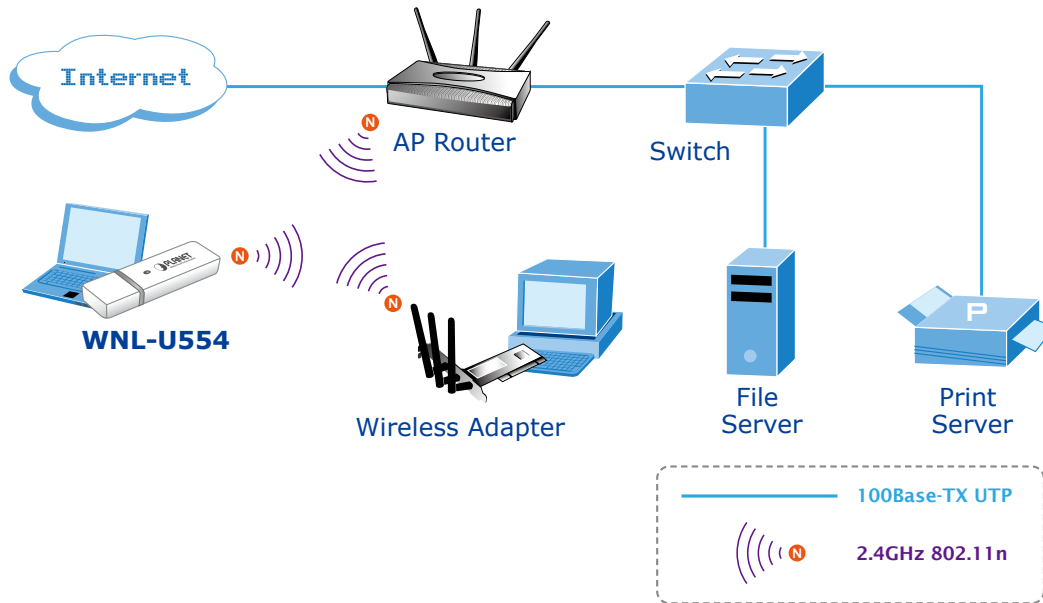 Internet
N
AP Router
Switch
PLANET
N
WNL-U554
N
Wireless Adapter
P
File
Server
Print
Server
100Base-TX UTP
N
2.4GHz 802.11n